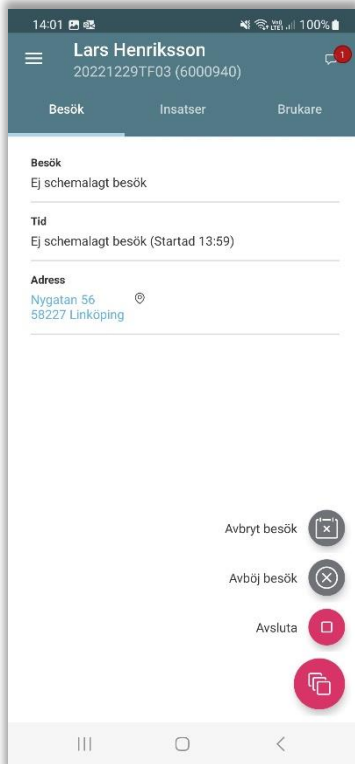 14:01
100%
Lars Henriksson
20221229TF03 (6000940)
1
Besök Insatser Brukare
Besök
Ej schemalagt besök
Tid
Ej schemalagt besök (Startad 13:59)
Adress
Nygatan 56
58227 Linköping
Avbryt besök
Avböj besök
Avsluta